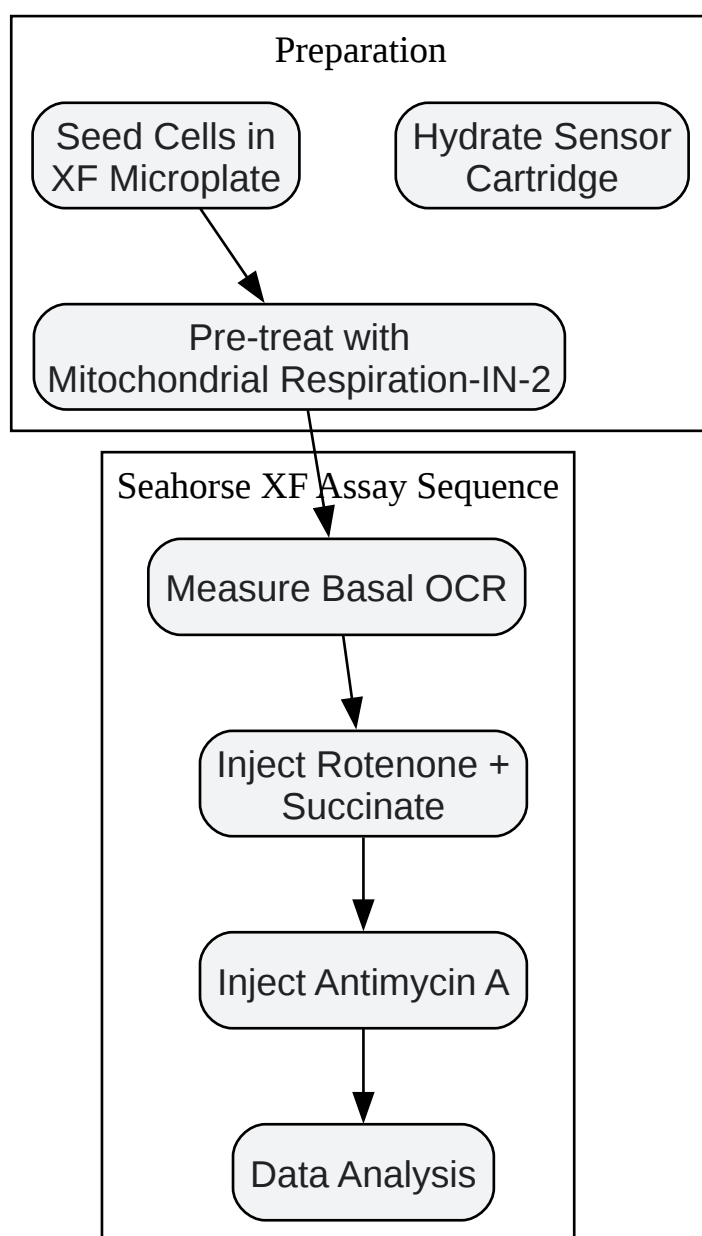 Preparation
Seed Cells in
XF Microplate
Hydrate Sensor
Cartridge
Pre-treat with
Mitochondrial Respiration-IN-2
Seahorse XF Assay Sequence
Measure Basal OCR
Inject Rotenone +
Succinate
Inject Antimycin A
Data Analysis